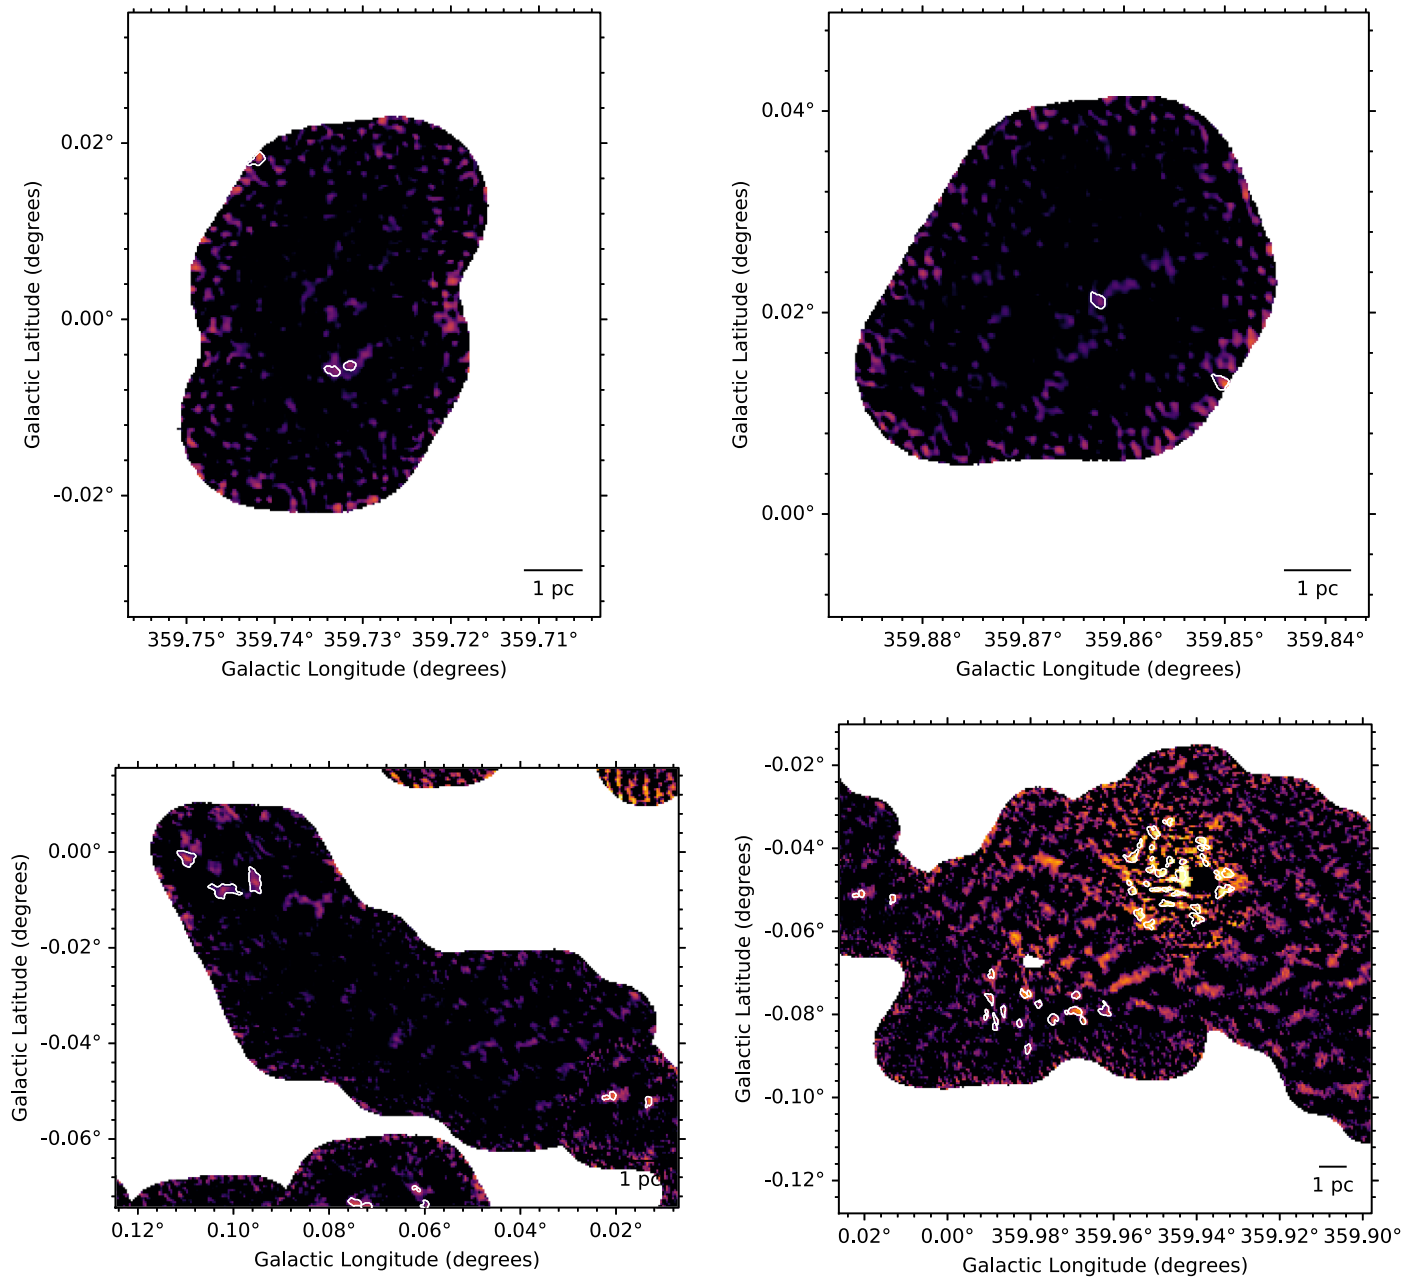 0.02°
0.00°
-0.02°
Galactic Latitude (degrees)
1 pc
359.75° 359.74° 359.73° 359.72° 359.71°
Galactic Longitude (degrees)
0.04°
0.02°
0.00°
Galactic Latitude (degrees)
1 pc
359.88° 359.87° 359.86° 359.85° 359.84°
Galactic Longitude (degrees)
0.00°
-0.02°
-0.04°
-0.06°
Galactic Latitude (degrees)
1 pc
0.12° 0.10° 0.08° 0.06° 0.04° 0.02°
Galactic Longitude (degrees)
-0.02°
-0.04°
-0.06°
-0.08°
-0.10°
-0.12°
Galactic Latitude (degrees)
1 pc
0.02° 0.00° 359.98° 359.96° 359.94° 359.92° 359.90°
Galactic Longitude (degrees)